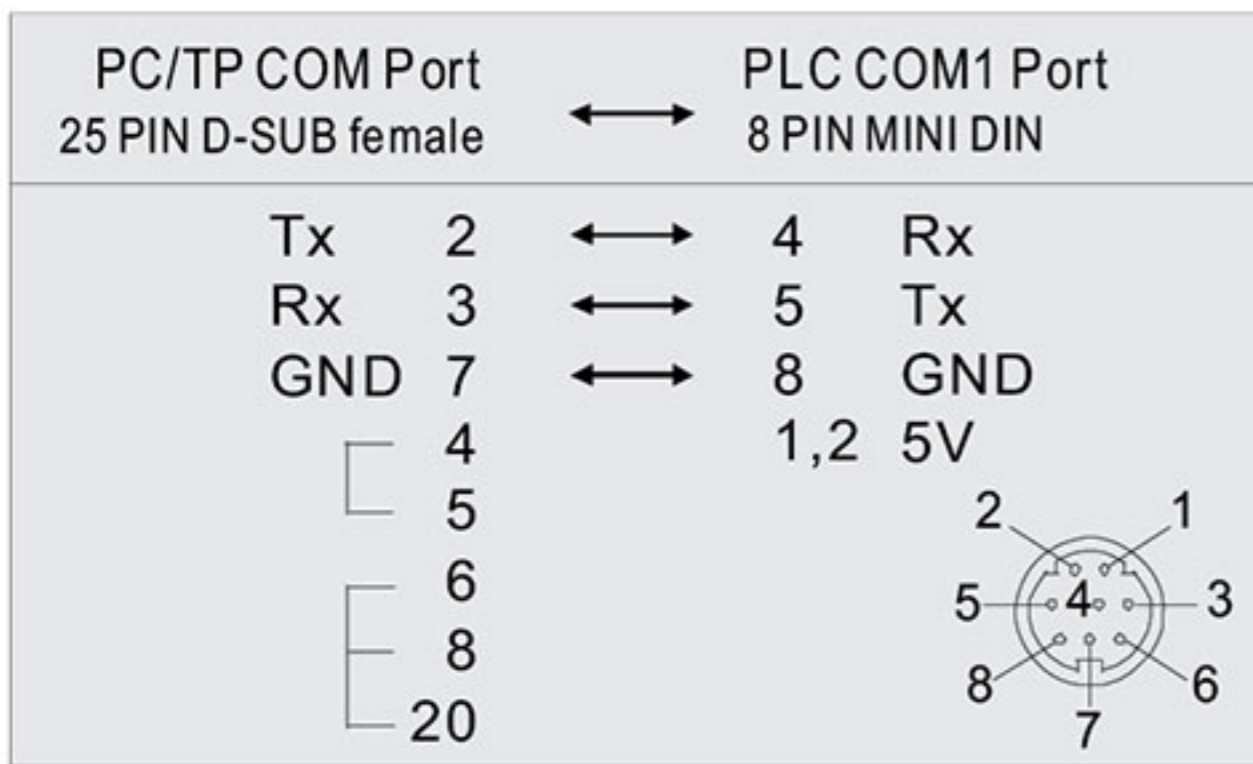 PC/TP COM Port ↔ PLC COM1 Port
25 PIN D-SUB female 8 PIN MINI DIN
Tx 2 ↔ 4 Rx
Rx 3 ↔ 5 Tx
GND 7 ↔ 8 GND
4 1,2 5V
5
6
8
20
2 1
5 4 3
8 6
7